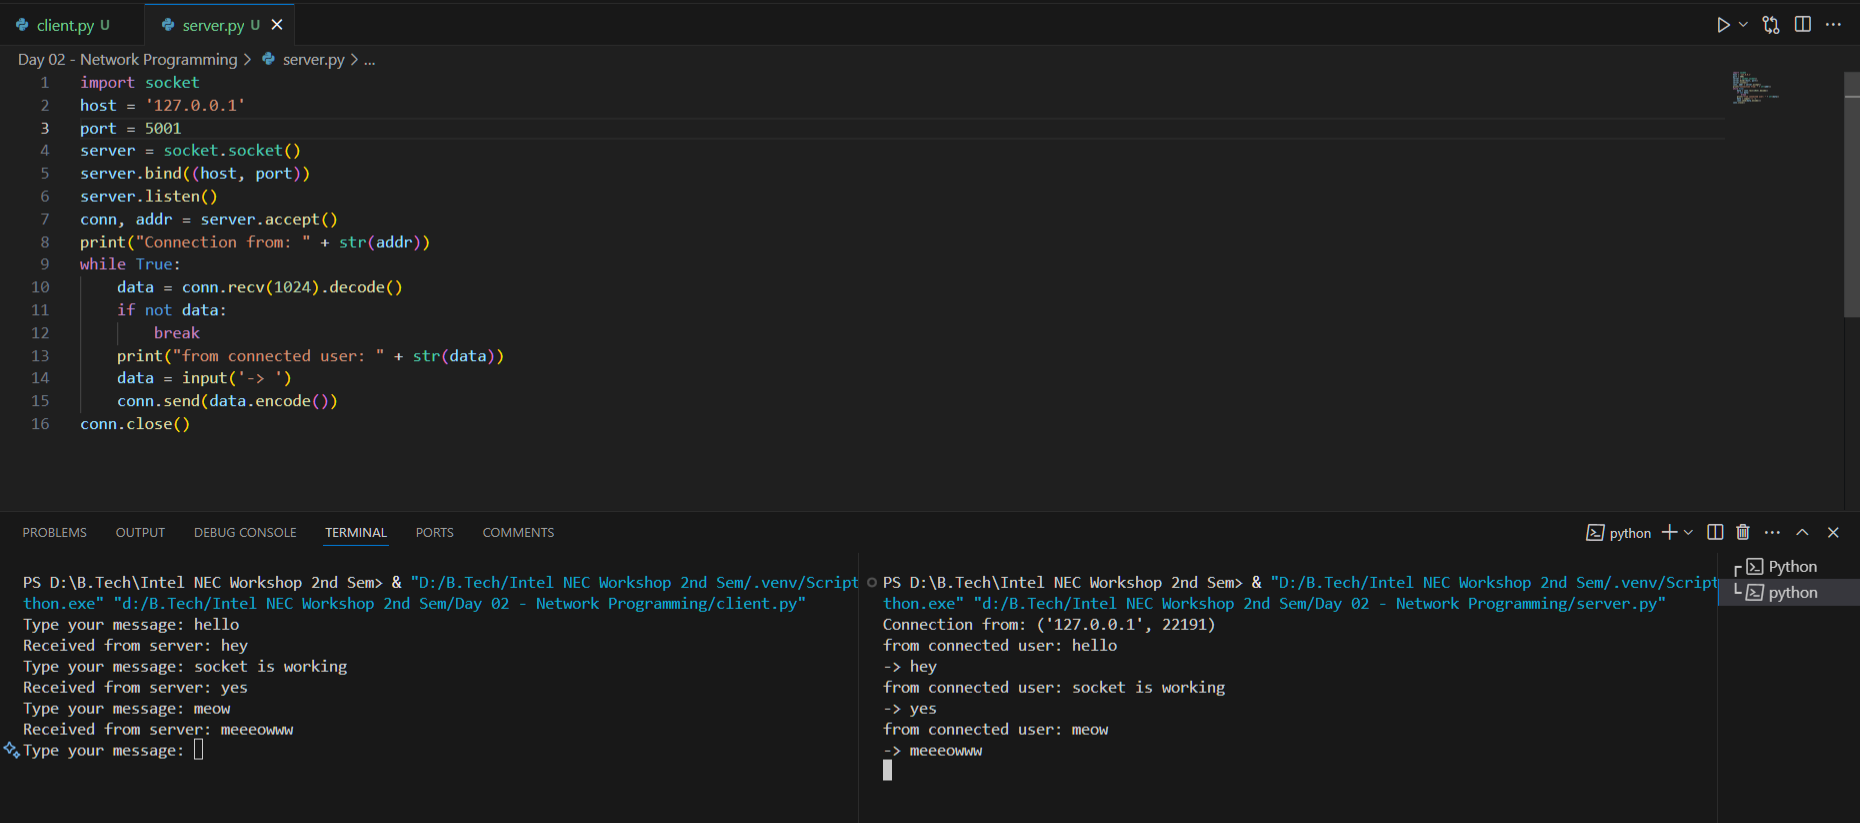 client.py U
server.py U
Day 02 - Network Programming > server.py > ...
1 import socket
2 host = '127.0.0.1'
3 port = 5001
4 server = socket.socket()
5 server.bind((host, port))
6 server.listen()
7 conn, addr = server.accept()
8 print("Connection from: " + str(addr))
9 while True:
10     data = conn.recv(1024).decode()
11     if not data:
12         break
13     print("from connected user: " + str(data))
14     data = input('-> ')
15     conn.send(data.encode())
16 conn.close()
PROBLEMS OUTPUT DEBUG CONSOLE TERMINAL PORTS COMMENTS
python
PS D:\B.Tech\Intel NEC Workshop 2nd Sem> & "D:/B.Tech/Intel NEC Workshop 2nd Sem/.venv/Script
thon.exe" "d:/B.Tech/Intel NEC Workshop 2nd Sem/Day 02 - Network Programming/client.py"
Type your message: hello
Received from server: hey
Type your message: socket is working
Received from server: yes
Type your message: meow
Received from server: meeeowww
Type your message:
PS D:\B.Tech\Intel NEC Workshop 2nd Sem> & "D:/B.Tech/Intel NEC Workshop 2nd Sem/.venv/Script
thon.exe" "d:/B.Tech/Intel NEC Workshop 2nd Sem/Day 02 - Network Programming/server.py"
Connection from: ('127.0.0.1', 22191)
from connected user: hello
-> hey
from connected user: socket is working
-> yes
from connected user: meow
-> meeeowww
Python
python